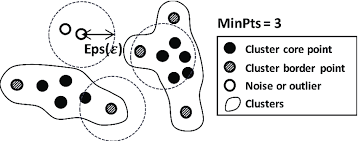 MinPts = 3
Eps(ε)
Cluster core point
Cluster border point
Noise or outlier
Clusters